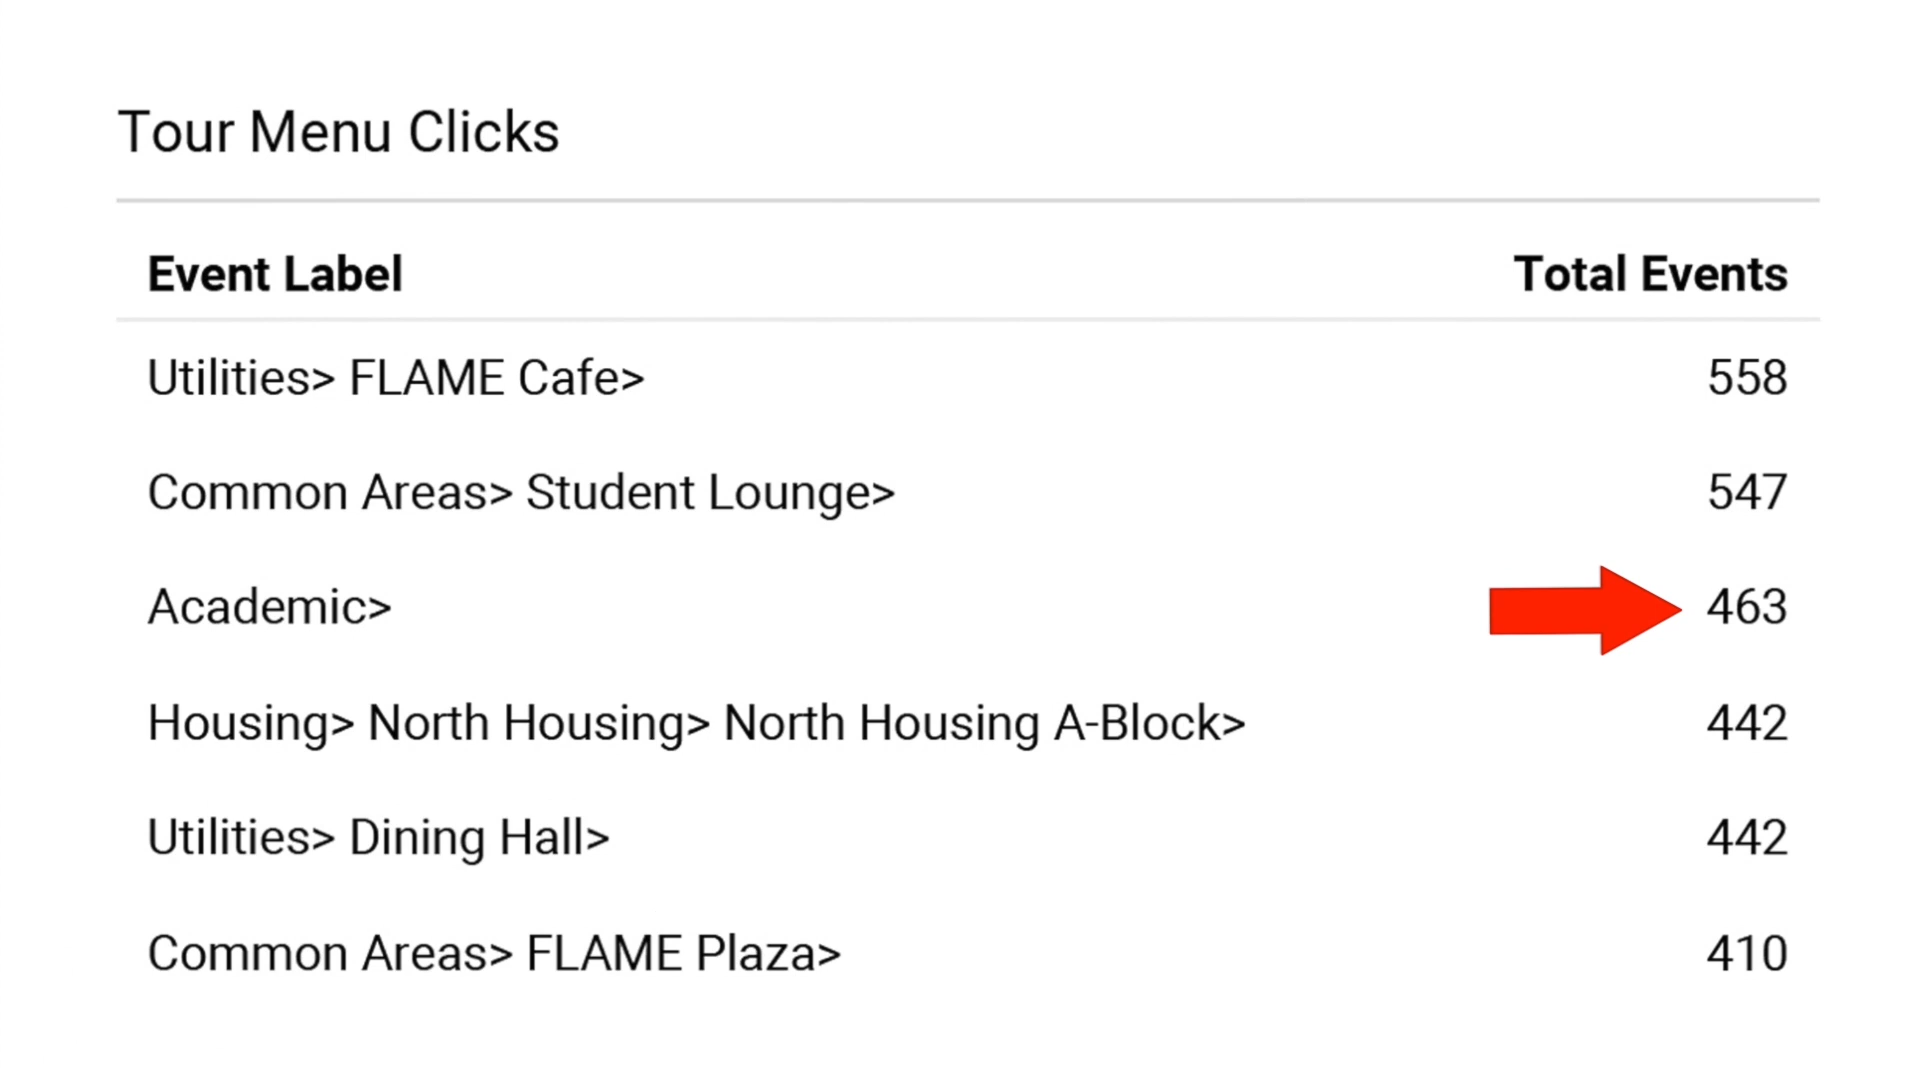 Tour Menu Clicks
Event Label Total Events
Utilities> FLAME Cafe> 558
Common Areas> Student Lounge> 547
Academic> 463
Housing> North Housing> North Housing A-Block> 442
Utilities> Dining Hall> 442
Common Areas> FLAME Plaza> 410